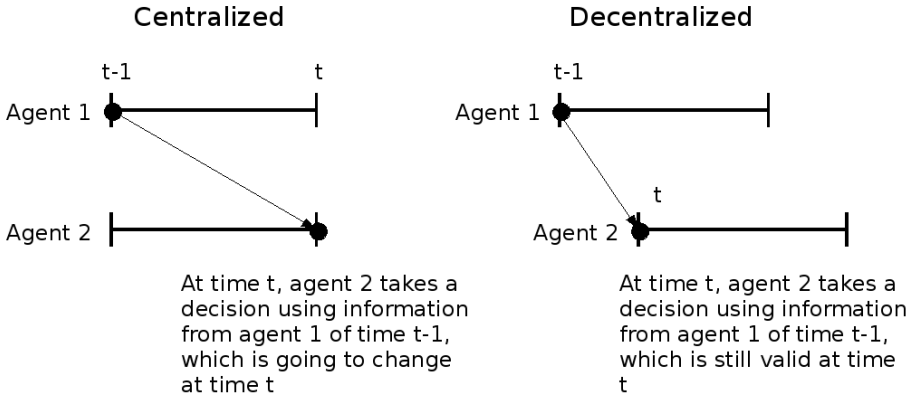 Centralized
t-1
t
Agent 1
Agent 2
At time t, agent 2 takes a
decision using information
from agent 1 of time t-1,
which is going to change
at time t
Decentralized
t-1
Agent 1
t
Agent 2
At time t, agent 2 takes a
decision using information
from agent 1 of time t-1,
which is still valid at time
t